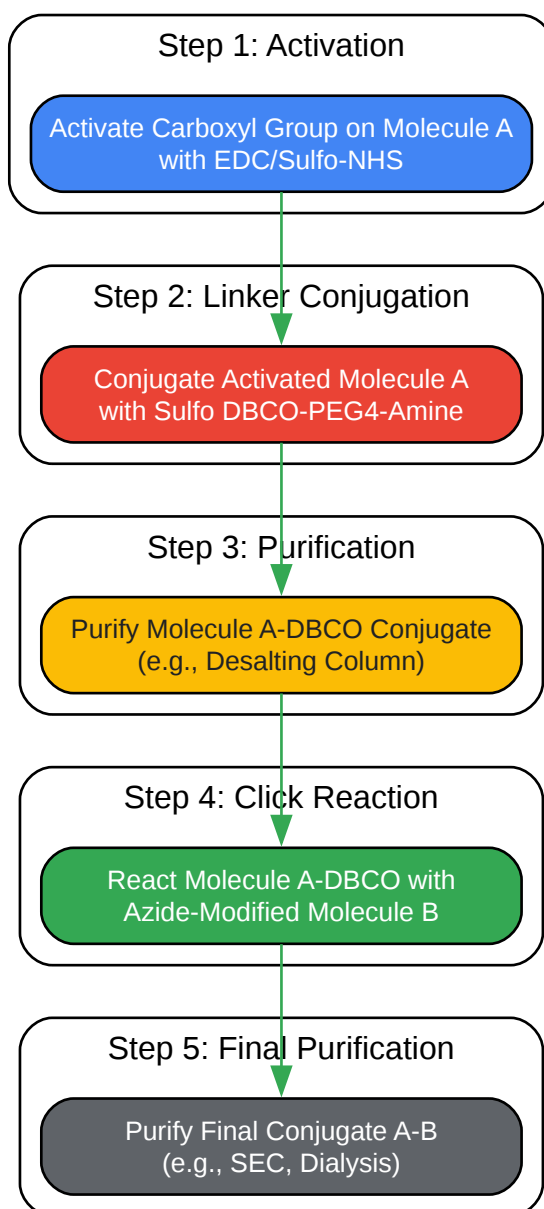 Step 1: Activation
Activate Carboxyl Group on Molecule A
with EDC/Sulfo-NHS
Step 2: Linker Conjugation
Conjugate Activated Molecule A
with Sulfo DBCO-PEG4-Amine
Step 3: Purification
Purify Molecule A-DBCO Conjugate
(e.g., Desalting Column)
Step 4: Click Reaction
React Molecule A-DBCO with
Azide-Modified Molecule B
Step 5: Final Purification
Purify Final Conjugate A-B
(e.g., SEC, Dialysis)